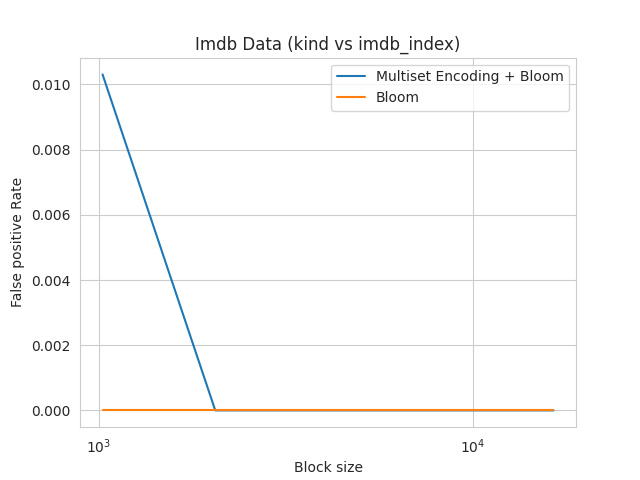 Imdb Data (kind vs imdb_index)
Multiset Encoding + Bloom
Bloom
False positive Rate
0.010
0.008
0.006
0.004
0.002
0.000
10³
10⁴
Block size